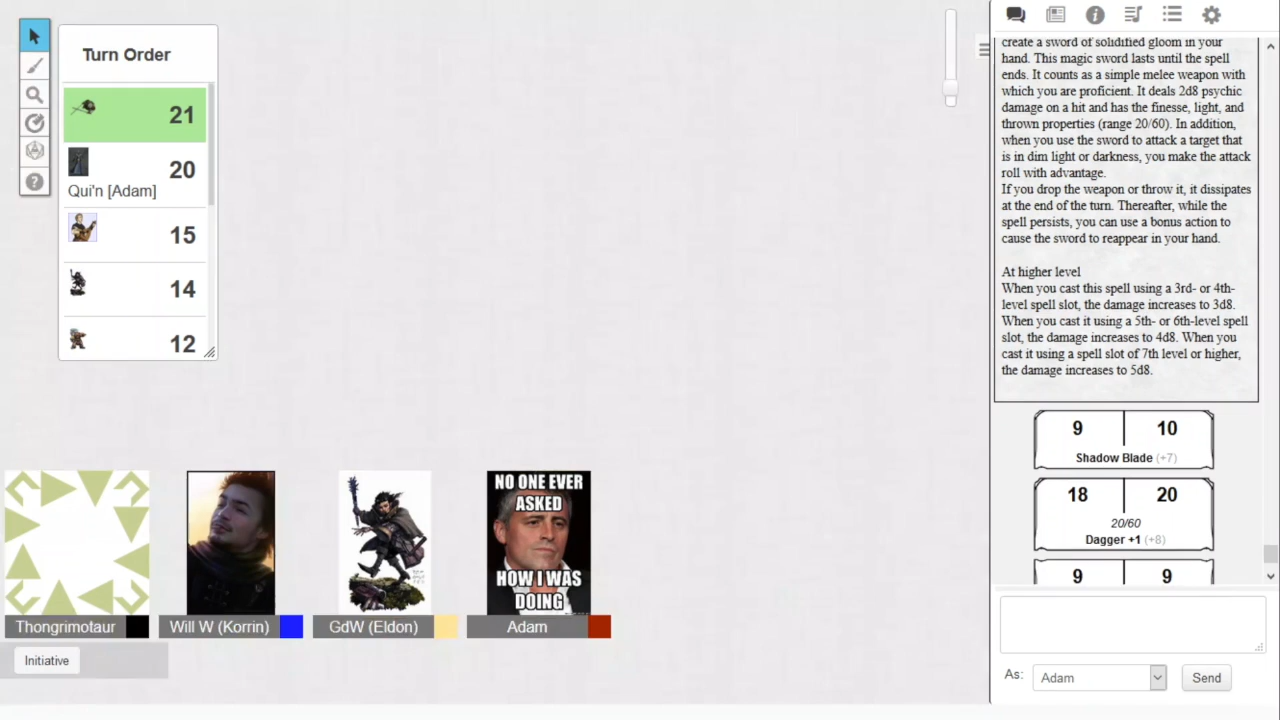 Turn Order
21
20
Qui'n [Adam]
15
14
12
create a sword of solidified gloom in your
hand. This magic sword lasts until the spell
ends. It counts as a simple melee weapon with
which you are proficient. It deals 2d8 psychic
damage on a hit and has the finesse, light, and
thrown properties (range 20/60). In addition,
when you use the sword to attack a target that
is in dim light or darkness, you make the attack
roll with advantage.
If you drop the weapon or throw it, it dissipates
at the end of the turn. Thereafter, while the
spell persists, you can use a bonus action to
cause the sword to reappear in your hand.
At higher level
When you cast this spell using a 3rd- or 4th-
level spell slot, the damage increases to 3d8.
When you cast it using a 5th- or 6th-level spell
slot, the damage increases to 4d8. When you
cast it using a spell slot of 7th level or higher,
the damage increases to 5d8.
9 10
Shadow Blade (+7)
18 20
20/60
Dagger +1 (+8)
9 9
NO ONE EVER
ASKED
HOW I WAS
DOING
Thongrimotaur
Will W (Korrin)
GdW (Eldon)
Adam
Initiative
As:
Adam
Send